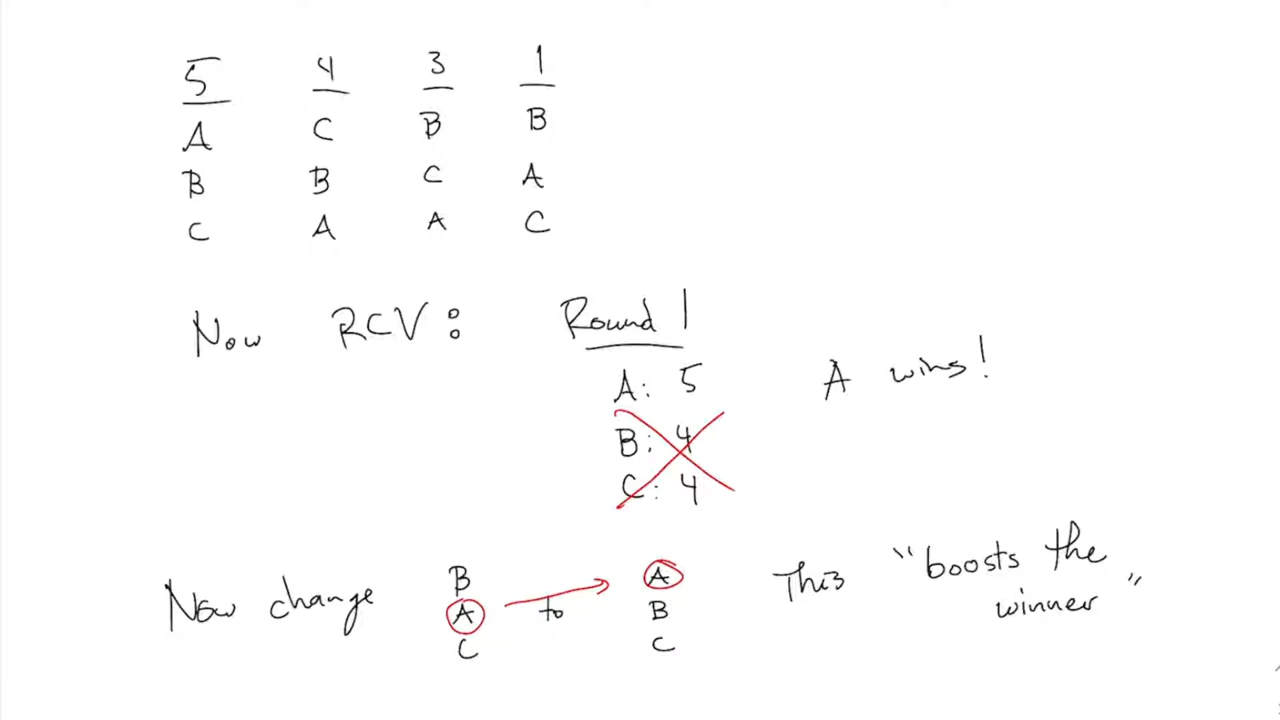 5 4 3 1
A C B B
B B C A
C A A C
Now RCV: Round 1
A: 5 A wins!
B: 4
C: 4
Now change B A C to A B C This "boosts the
winner"